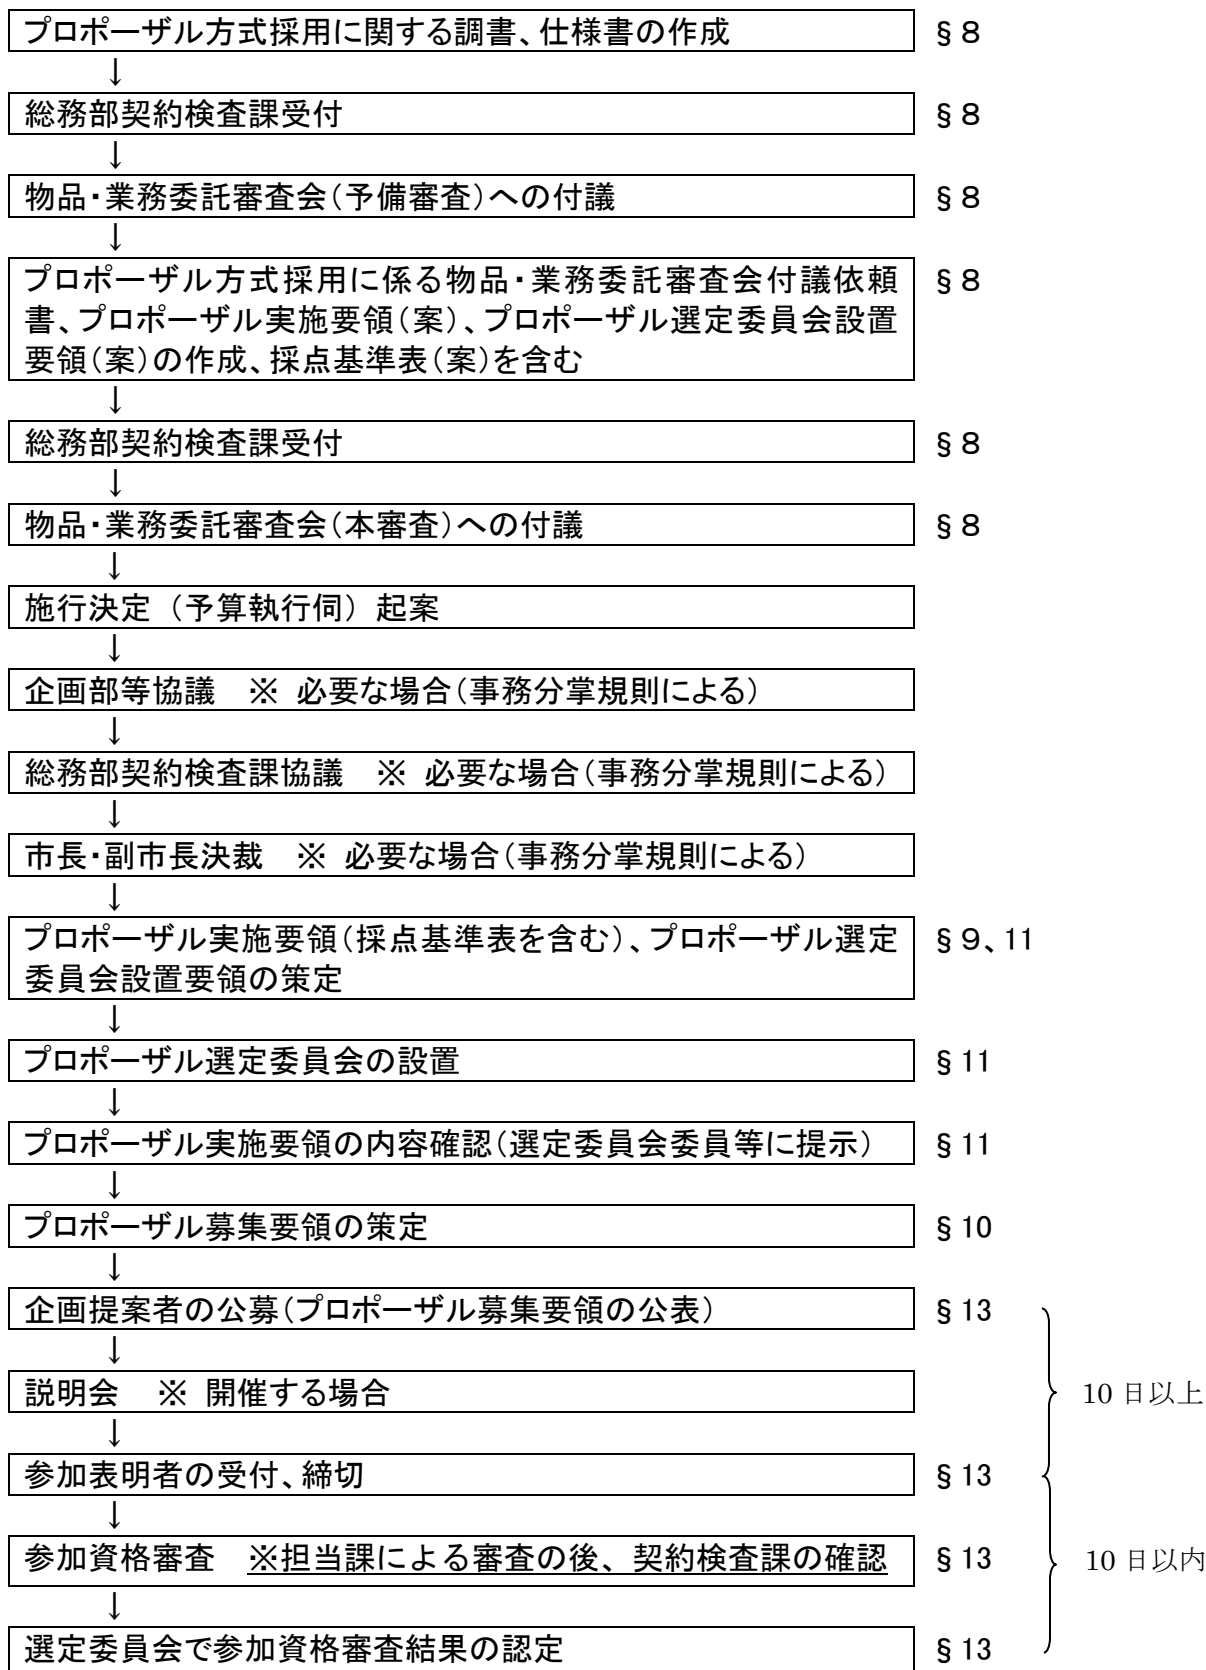 プロポーザル方式採用に関する調書、仕様書の作成 §8
↓
総務部契約検査課受付 §8
↓
物品・業務委託審査会(予備審査)への付議 §8
↓
プロポーザル方式採用に係る物品・業務委託審査会付議依頼 §8
書、プロポーザル実施要領(案)、プロポーザル選定委員会設置
要領(案)の作成、採点基準表(案)を含む
↓
総務部契約検査課受付 §8
↓
物品・業務委託審査会(本審査)への付議 §8
↓
施行決定 (予算執行伺) 起案
↓
企画部等協議 ※ 必要な場合(事務分掌規則による)
↓
総務部契約検査課協議 ※ 必要な場合(事務分掌規則による)
↓
市長・副市長決裁 ※ 必要な場合(事務分掌規則による)
↓
プロポーザル実施要領(採点基準表を含む)、プロポーザル選定 §9、11
委員会設置要領の策定
↓
プロポーザル選定委員会の設置 §11
↓
プロポーザル実施要領の内容確認(選定委員会委員等に提示) §11
↓
プロポーザル募集要領の策定 §10
↓
企画提案者の公募(プロポーザル募集要領の公表) §13
↓
説明会 ※ 開催する場合 10日以上
↓
参加表明者の受付、締切 §13
↓
参加資格審査 ※担当課による審査の後、契約検査課の確認 §13 10日以内
↓
選定委員会で参加資格審査結果の認定 §13